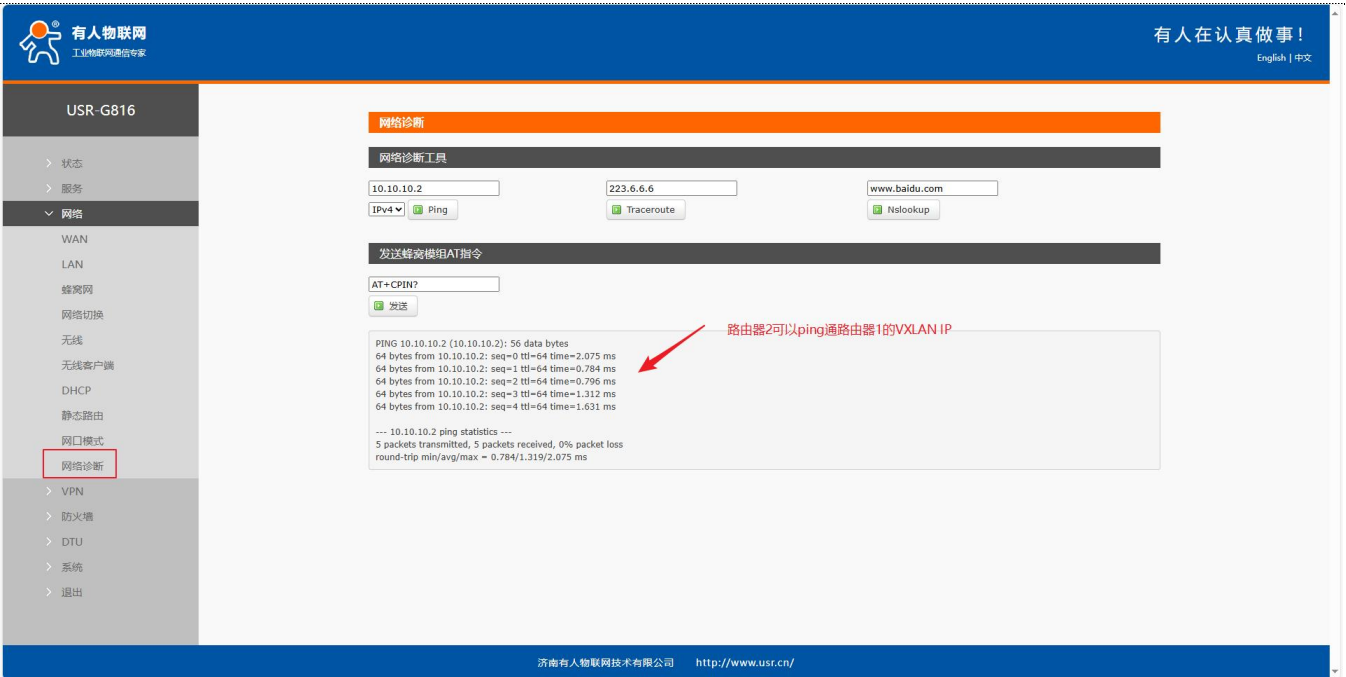 有人物联网
工业物联网通信专家
有人在认真做事！
English | 中文
USR-G816
状态
服务
网络
WAN
LAN
蜂窝网
网络切换
无线
无线客户端
DHCP
静态路由
网口模式
网络诊断
VPN
防火墙
DTU
系统
退出
网络诊断
网络诊断工具
10.10.10.2 223.6.6.6 www.baidu.com
IPv4 Ping Traceroute Nslookup
发送蜂窝模组AT指令
AT+CPIN?
发送
路由器2可以ping通路由器1的VXLAN IP
PING 10.10.10.2 (10.10.10.2): 56 data bytes
64 bytes from 10.10.10.2: seq=0 ttl=64 time=2.075 ms
64 bytes from 10.10.10.2: seq=1 ttl=64 time=0.784 ms
64 bytes from 10.10.10.2: seq=2 ttl=64 time=0.796 ms
64 bytes from 10.10.10.2: seq=3 ttl=64 time=1.312 ms
64 bytes from 10.10.10.2: seq=4 ttl=64 time=1.631 ms
--- 10.10.10.2 ping statistics ---
5 packets transmitted, 5 packets received, 0% packet loss
round-trip min/avg/max = 0.784/1.319/2.075 ms
济南有人物联网技术有限公司 http://www.usr.cn/